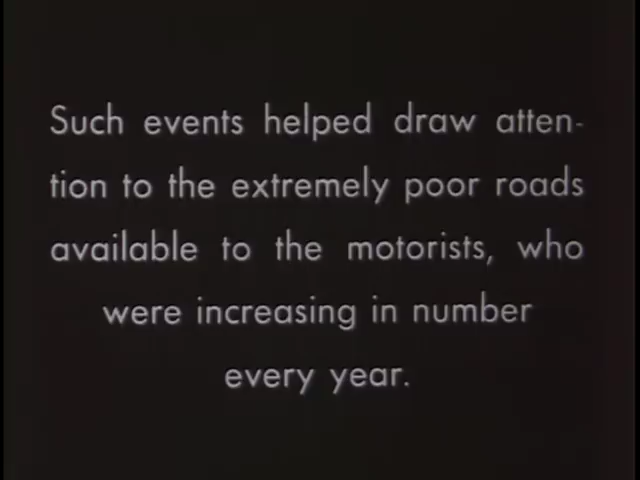 Such events helped draw atten-
tion to the extremely poor roads
available to the motorists, who
were increasing in number
every year.